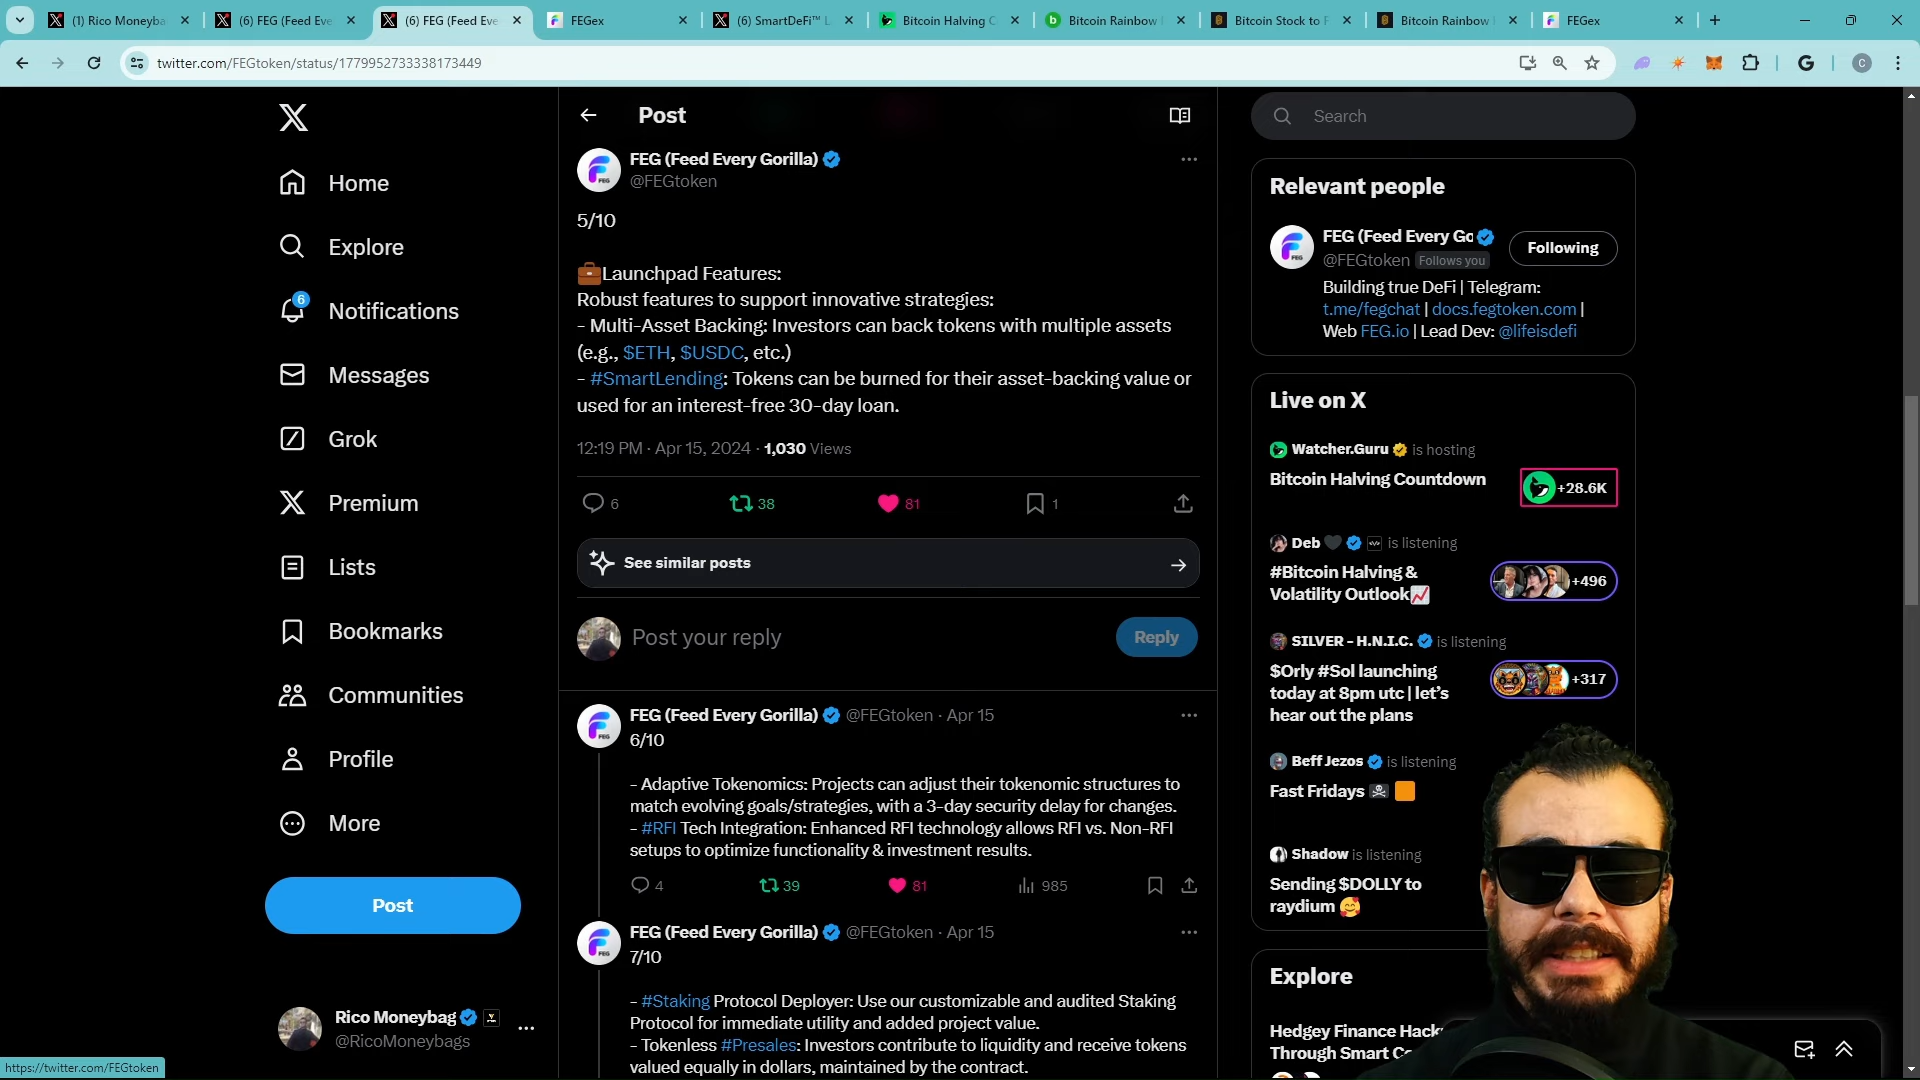 (1) Rico Moneyba
(6) FEG (Feed Eve
(6) FEG (Feed Eve
FEGex
(6) SmartDeFi™ L
Bitcoin Halving C
Bitcoin Rainbow
Bitcoin Stock to F
Bitcoin Rainbow
FEGex
twitter.com/FEGtoken/status/1779952733338173449
C
Home
Explore
6
Notifications
Messages
Grok
Premium
Lists
Bookmarks
Communities
Profile
More
Post
Rico Moneybag
@RicoMoneybags
https://twitter.com/FEGtoken
Post
FEG (Feed Every Gorilla)
@FEGtoken
5/10
💼Launchpad Features:
Robust features to support innovative strategies:
- Multi-Asset Backing: Investors can back tokens with multiple assets
(e.g., $ETH, $USDC, etc.)
- #SmartLending: Tokens can be burned for their asset-backing value or
used for an interest-free 30-day loan.
12:19 PM · Apr 15, 2024 · 1,030 Views
6 38 81 1
See similar posts
Post your reply
Reply
FEG (Feed Every Gorilla) @FEGtoken · Apr 15
6/10
- Adaptive Tokenomics: Projects can adjust their tokenomic structures to
match evolving goals/strategies, with a 3-day security delay for changes.
- #RFI Tech Integration: Enhanced RFI technology allows RFI vs. Non-RFI
setups to optimize functionality & investment results.
4 39 81 985
FEG (Feed Every Gorilla) @FEGtoken · Apr 15
7/10
- #Staking Protocol Deployer: Use our customizable and audited Staking
Protocol for immediate utility and added project value.
- Tokenless #Presales: Investors contribute to liquidity and receive tokens
valued equally in dollars, maintained by the contract.
Search
Relevant people
FEG (Feed Every Go
@FEGtoken Follows you
Following
Building true DeFi | Telegram:
t.me/fegchat | docs.fegtoken.com |
Web FEG.io | Lead Dev: @lifeisdefi
Live on X
Watcher.Guru is hosting
Bitcoin Halving Countdown
+28.6K
Deb🖤 is listening
#Bitcoin Halving &
Volatility Outlook📈
+496
SILVER - H.N.I.C. is listening
$Orly #Sol launching
today at 8pm utc | let's
hear out the plans
+317
Beff Jezos is listening
Fast Fridays ☠ 🟧
Shadow is listening
Sending $DOLLY to
raydium 🥰
Explore
Hedgey Finance Hack
Through Smart Co